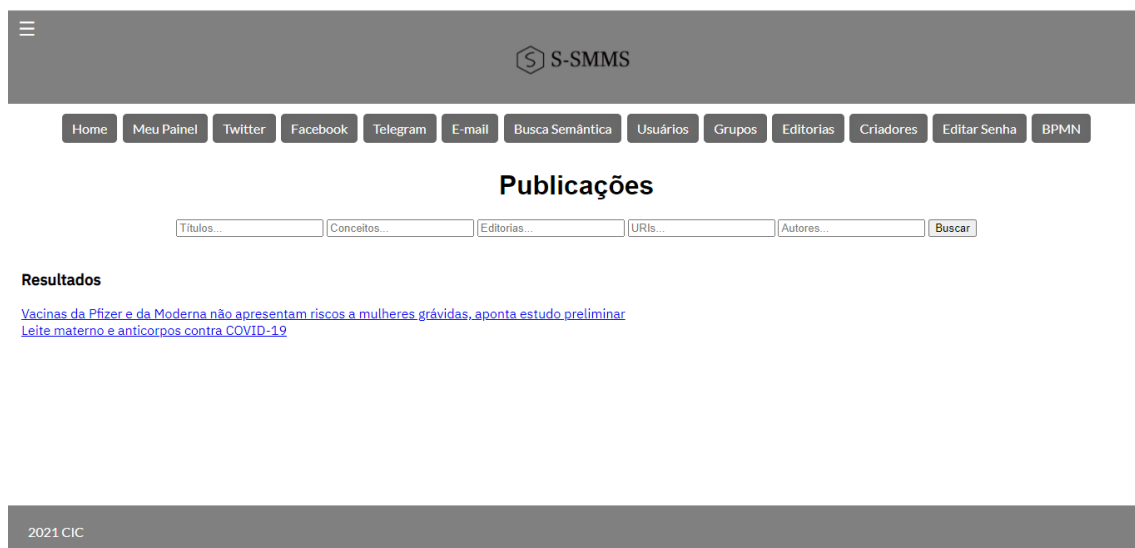 ☰
S S-SMMS
Home Meu Painel Twitter Facebook Telegram E-mail Busca Semântica Usuários Grupos Editorias Criadores Editar Senha BPMN
Publicações
Títulos... Conceitos... Editorias... URIs... Autores... Buscar
Resultados
Vacinas da Pfizer e da Moderna não apresentam riscos a mulheres grávidas, aponta estudo preliminar
Leite materno e anticorpos contra COVID-19
2021 CIC